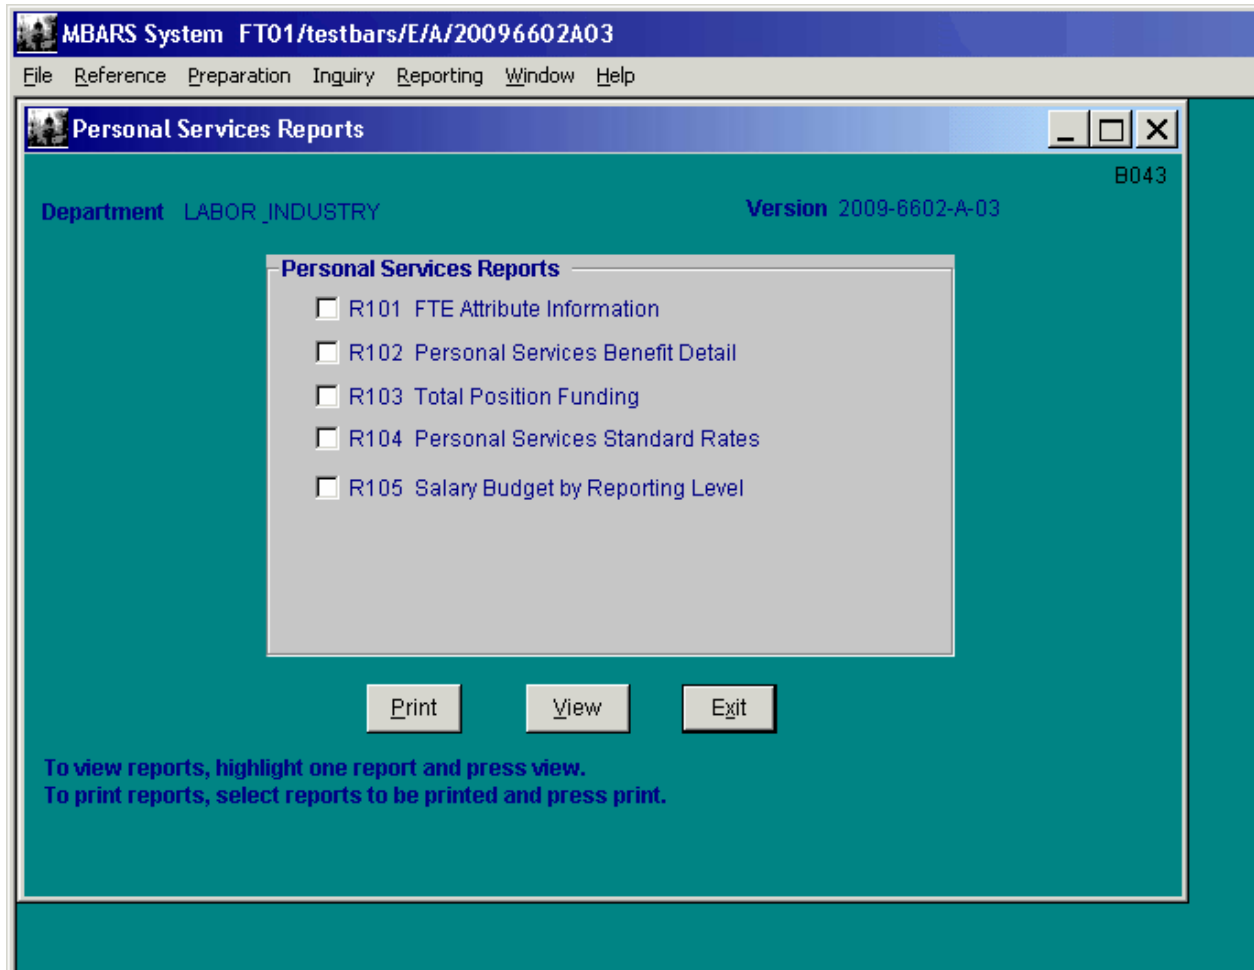 MBARS System FT01/testbars/E/A/20096602A03
File Reference Preparation Inquiry Reporting Window Help
Personal Services Reports
B043
Department LABOR_INDUSTRY Version 2009-6602-A-03
Personal Services Reports
R101 FTE Attribute Information
R102 Personal Services Benefit Detail
R103 Total Position Funding
R104 Personal Services Standard Rates
R105 Salary Budget by Reporting Level
Print View Exit
To view reports, highlight one report and press view.
To print reports, select reports to be printed and press print.